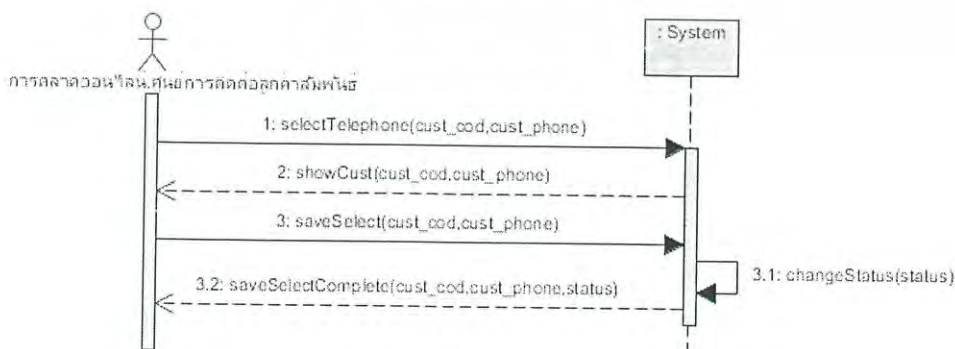 : System
การตลาดออนไลน์,ศูนย์การติดต่อลูกค้าสัมพันธ์
1: selectTelephone(cust_cod,cust_phone)
2: showCust(cust_cod,cust_phone)
3: saveSelect(cust_cod,cust_phone)
3.1: changeStatus(status)
3.2: saveSelectComplete(cust_cod,cust_phone,status)